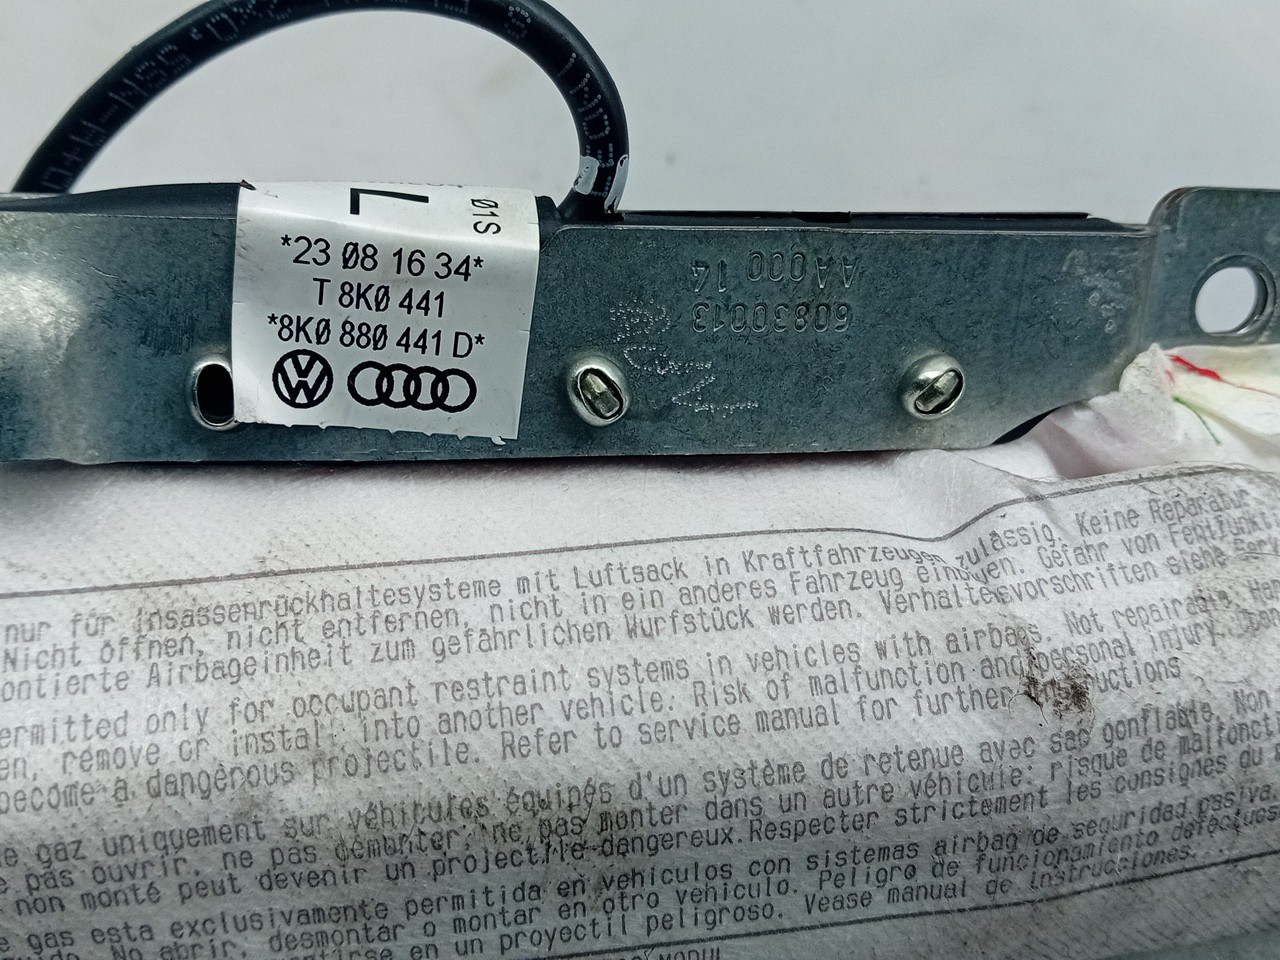 L
01S
*23 08 16 34*
T 8K0 441
*8K0 880 441 D*
AA000 14
60830013
nur für Insassenrückhaltesysteme mit Luftsack in Kraftfahrzeugen zulässig. Keine Reparatur
Nicht öffnen, nicht entfernen, nicht in ein anderes Fahrzeug einbauen. Gefahr von Fehlfunkt
ontierte Airbageinheit zum gefährlichen Wurfstück werden. Verhaltensvorschriften siehe
ermitted only for occupant restraint systems in vehicles with airbags. Not repairable.
en, remove or install into another vehicle. Risk of malfunction and personal injury.
become a dangerous projectile. Refer to service manual for further instructions
e gaz uniquement sur véhicules équipés d'un système de retenue avec sac gonflable. Non
e pas ouvrir, ne pas démonter, ne pas monter dans un autre véhicule: risque de malfonct
non monté peut devenir un projectile dangereux. Respecter strictement les consignes du
e gas esta exclusivamente permitida en vehiculos con sistemas airbag de seguridad pasiva.
No abrir, desmontar o montar en otro vehiculo. Peligro de funcionamiento defectuos
en un proyectil peligroso. Vease manual de instrucciones.